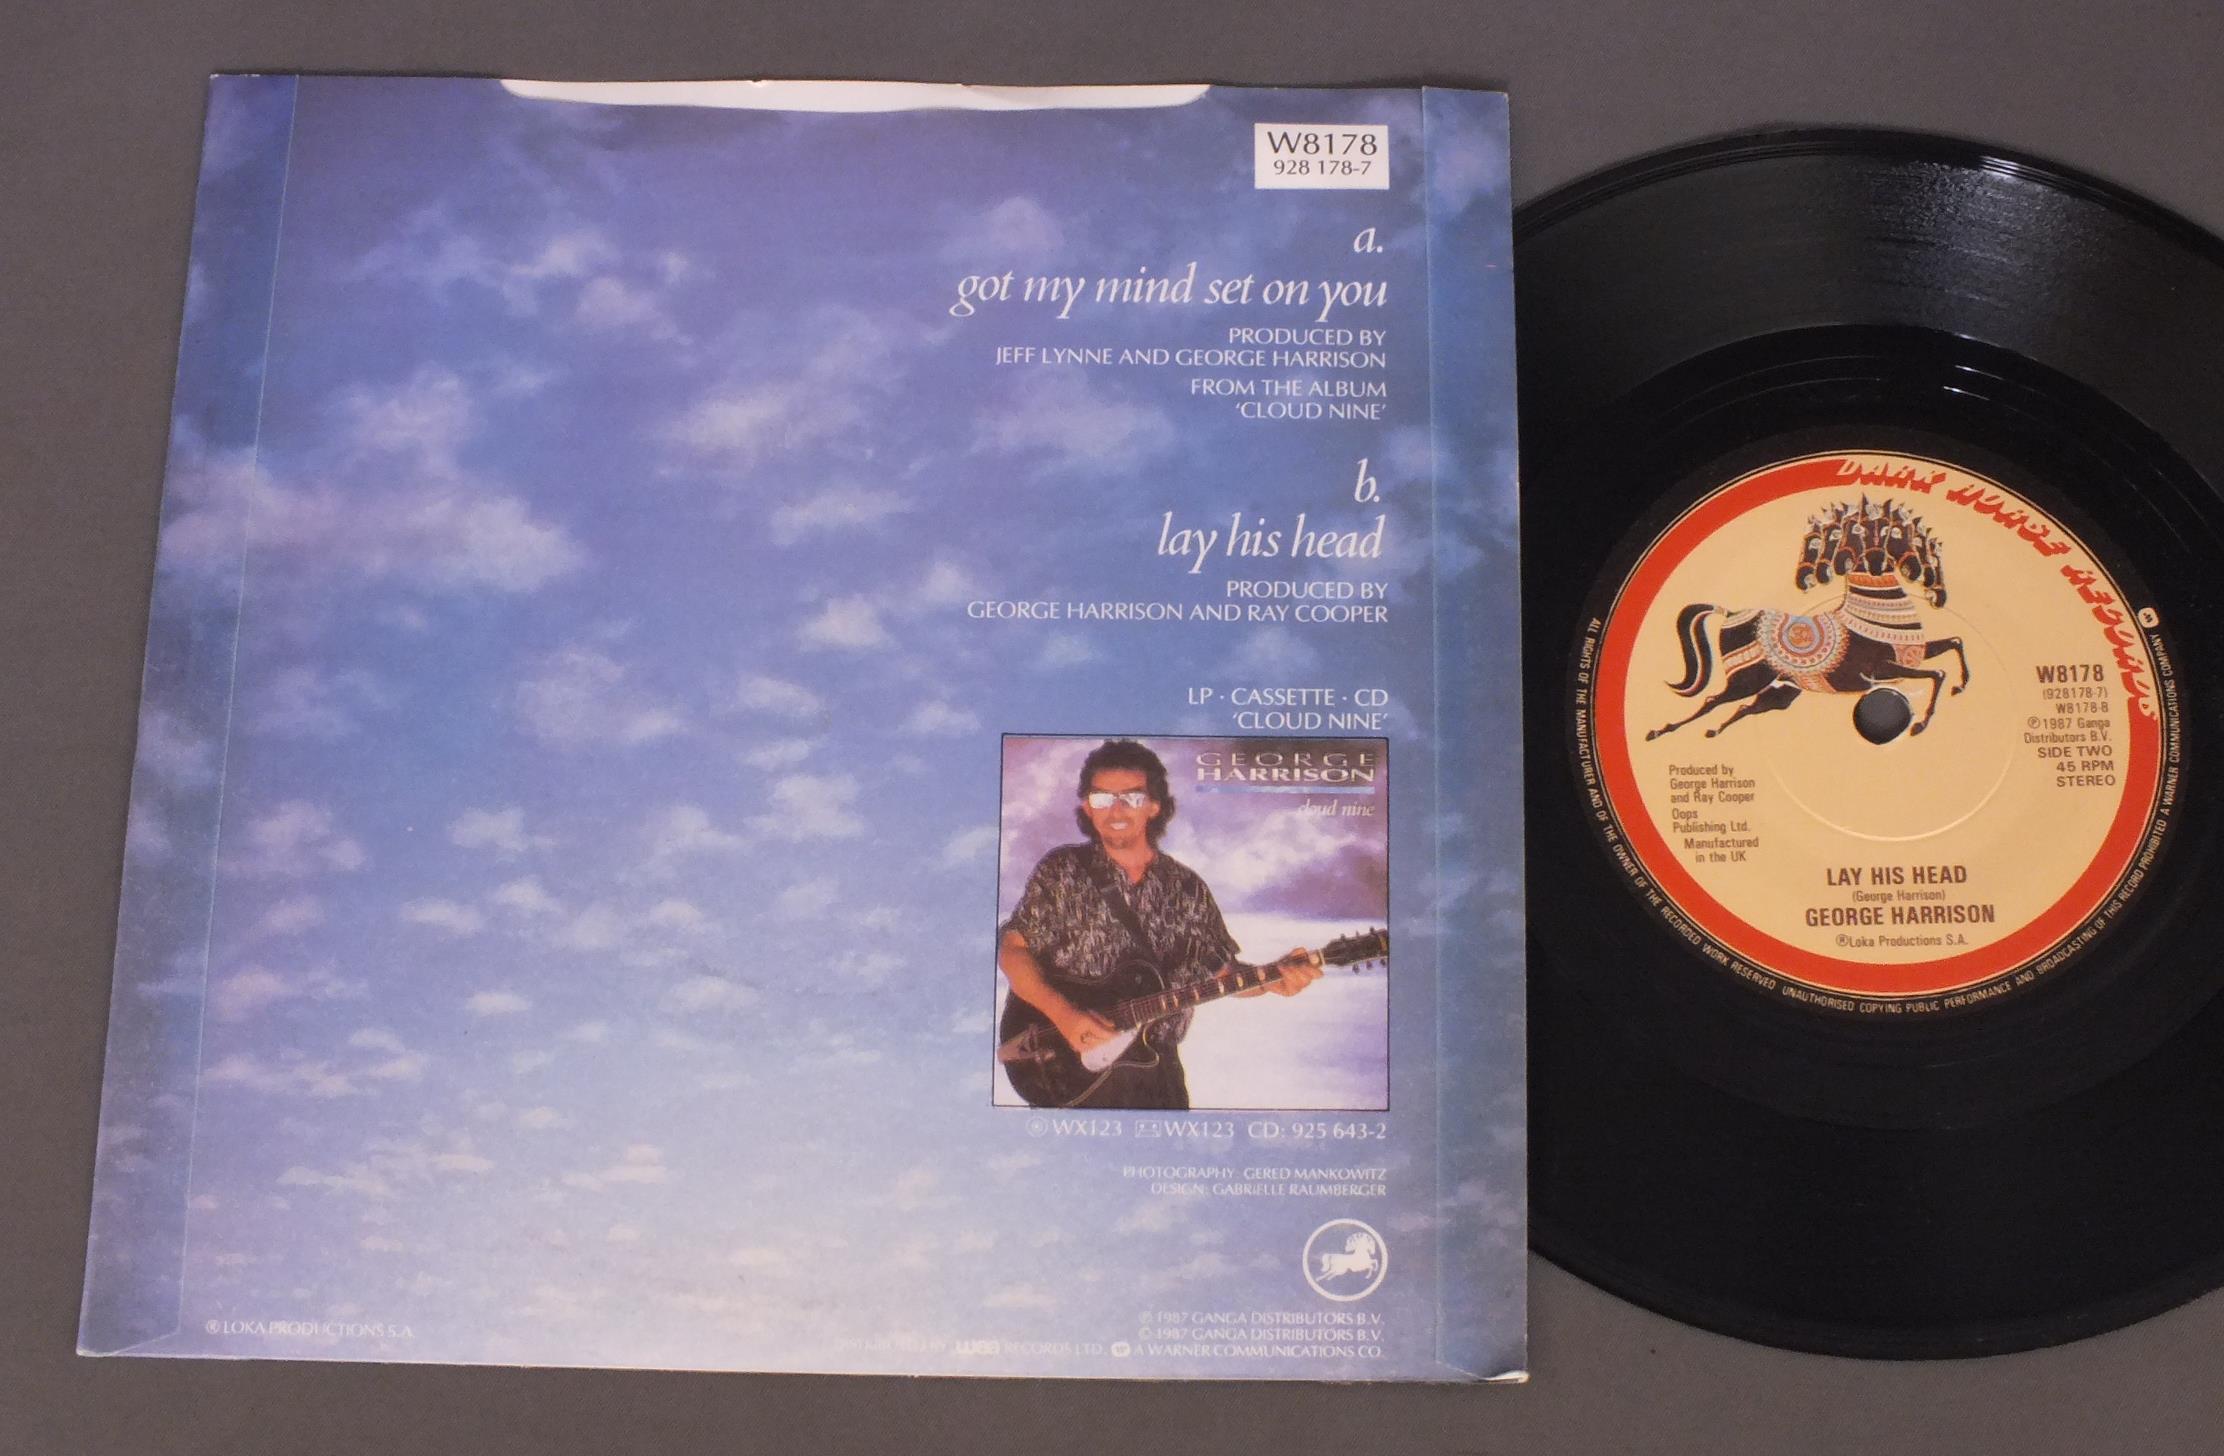 W8178
928 178-7
a.
got my mind set on you
PRODUCED BY
JEFF LYNNE AND GEORGE HARRISON
FROM THE ALBUM
'CLOUD NINE'
b.
lay his head
PRODUCED BY
GEORGE HARRISON AND RAY COOPER
LP · CASSETTE · CD
'CLOUD NINE'
GEORGE
HARRISON
cloud nine
WX123 WX123 CD: 925 643-2
PHOTOGRAPHY: GERED MANKOWITZ
DESIGN: GABRIELLE RAUMBERGER
℗ 1987 GANGA DISTRIBUTORS B.V.
© 1987 GANGA DISTRIBUTORS B.V.
DISTRIBUTED BY wea RECORDS LTD. A WARNER COMMUNICATIONS CO.
® LOKA PRODUCTIONS S.A.
DARK HORSE RECORDS
W8178
(928178-7)
W8178-B
℗1987 Ganga
Distributors B.V.
SIDE TWO
45 RPM
STEREO
Produced by
George Harrison
and Ray Cooper
Oops
Publishing Ltd.
Manufactured
in the UK
LAY HIS HEAD
(George Harrison)
GEORGE HARRISON
®Loka Productions S.A.
ALL RIGHTS OF THE MANUFACTURER AND OF THE OWNER OF THE RECORDED WORK RESERVED UNAUTHORISED COPYING PUBLIC PERFORMANCE AND BROADCASTING OF THIS RECORD PROHIBITED A WARNER COMMUNICATIONS COMPANY